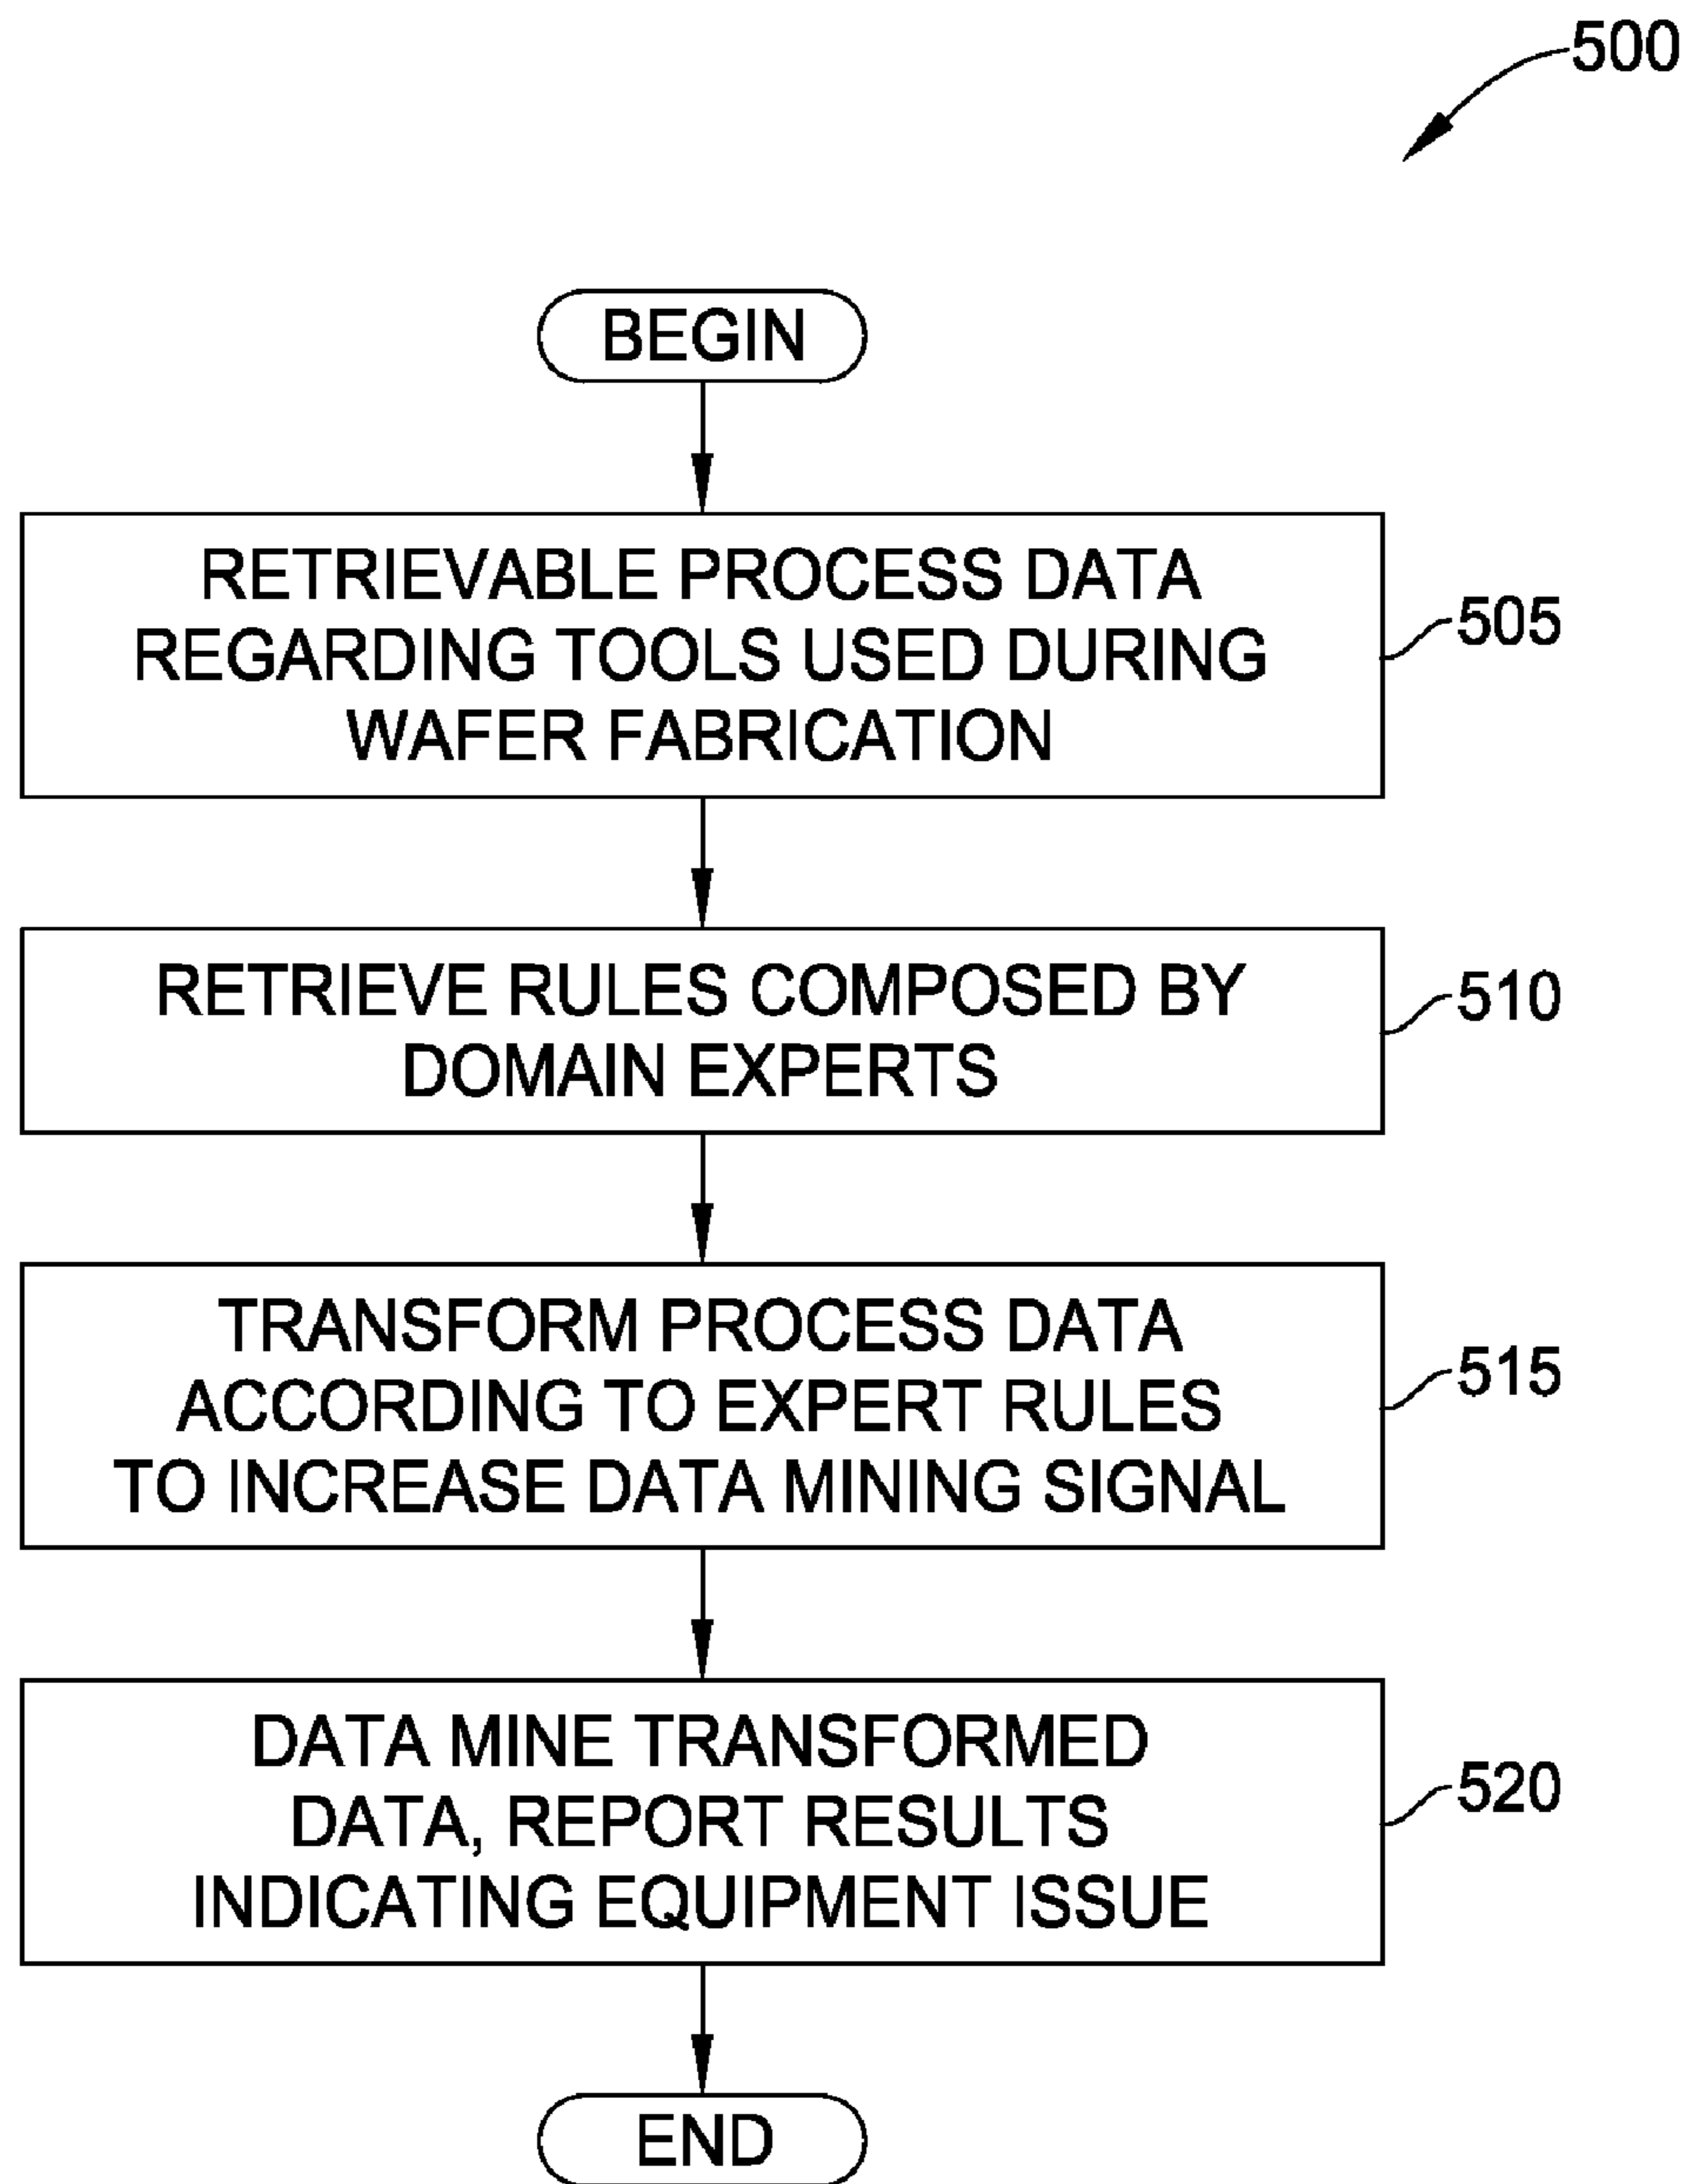 500
BEGIN
RETRIEVABLE PROCESS DATA
REGARDING TOOLS USED DURING
WAFER FABRICATION
505
RETRIEVE RULES COMPOSED BY
DOMAIN EXPERTS
510
TRANSFORM PROCESS DATA
ACCORDING TO EXPERT RULES
TO INCREASE DATA MINING SIGNAL
515
DATA MINE TRANSFORMED
DATA, REPORT RESULTS
INDICATING EQUIPMENT ISSUE
520
END